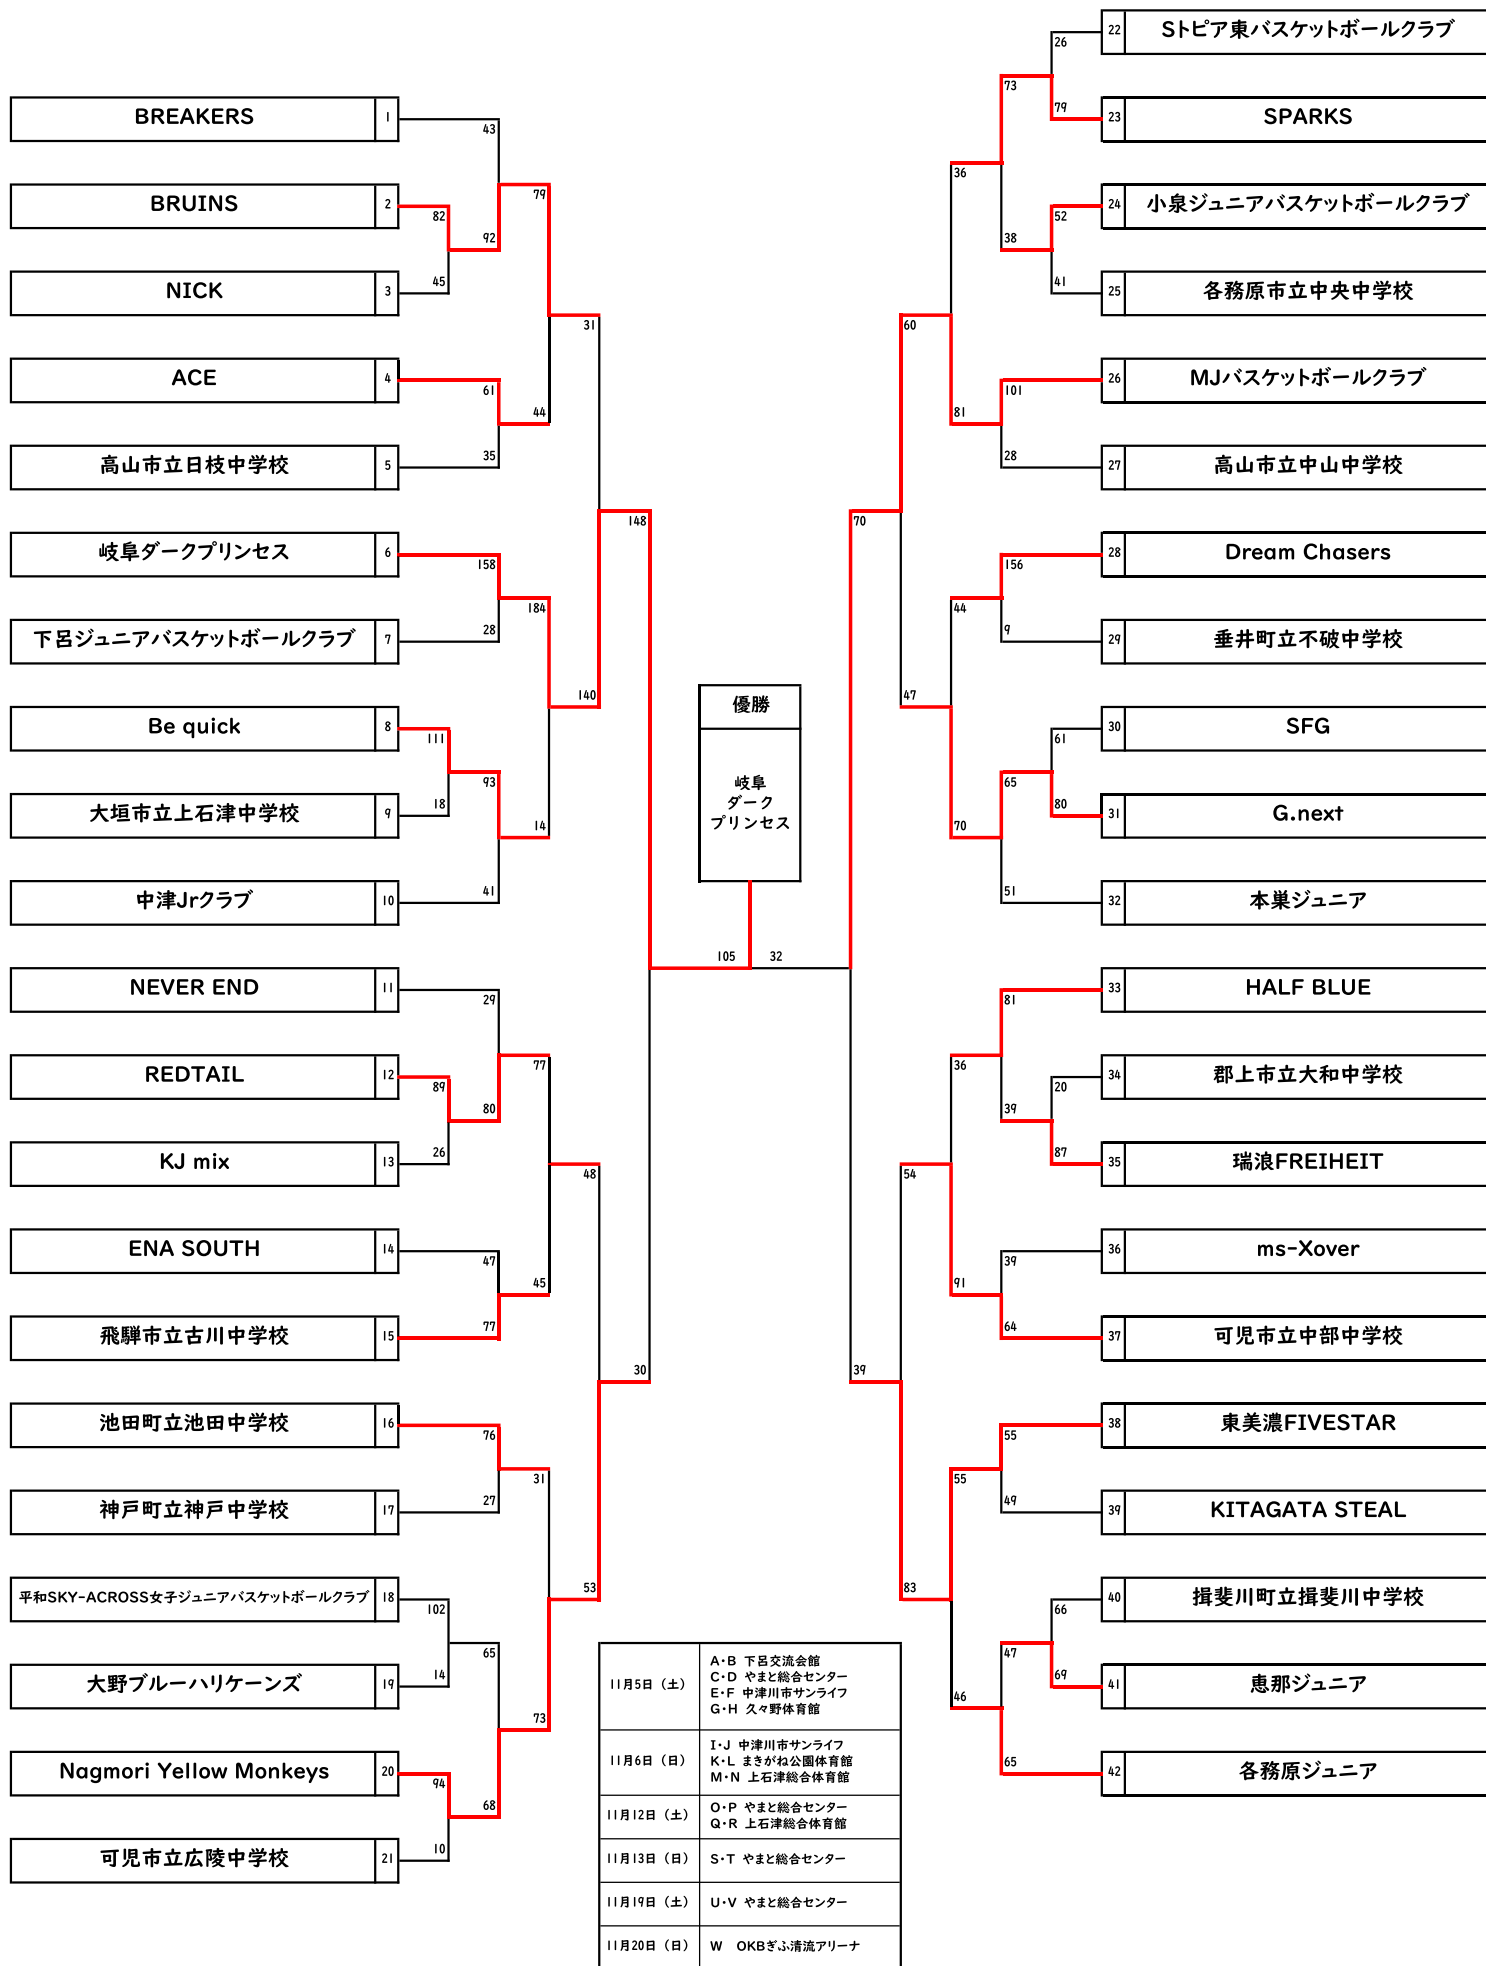 BREAKERS 1
43
BRUINS 2
82
92
79
NICK 3
45
31
ACE 4
61
44
高山市立日枝中学校 5
35
148
岐阜ダークプリンセス 6
158
184
下呂ジュニアバスケットボールクラブ 7
28
140
Be quick 8
111
93
大垣市立上石津中学校 9
18
14
中津Jrクラブ 10
41
NEVER END 11
29
77
REDTAIL 12
89
80
KJ mix 13
26
48
ENA SOUTH 14
47
45
飛騨市立古川中学校 15
77
30
池田町立池田中学校 16
76
31
神戸町立神戸中学校 17
27
53
平和SKY-ACROSS女子ジュニアバスケットボールクラブ 18
102
65
大野ブルーハリケーンズ 19
14
73
Nagmori Yellow Monkeys 20
94
68
可児市立広陵中学校 21
10
優勝
岐阜
ダーク
プリンセス
105 32
22 Sトピア東バスケットボールクラブ
26
73
23 SPARKS
79
36
24 小泉ジュニアバスケットボールクラブ
52
38
25 各務原市立中央中学校
41
60
26 MJバスケットボールクラブ
101
81
27 高山市立中山中学校
28
70
28 Dream Chasers
156
44
29 垂井町立不破中学校
9
47
30 SFG
61
65
31 G.next
80
70
32 本巣ジュニア
51
33 HALF BLUE
81
36
34 郡上市立大和中学校
20
39
35 瑞浪FREIHEIT
87
54
36 ms-Xover
39
91
37 可児市立中部中学校
64
39
38 東美濃FIVESTAR
55
55
39 KITAGATA STEAL
49
83
40 揖斐川町立揖斐川中学校
66
47
41 恵那ジュニア
69
46
42 各務原ジュニア
65
11月5日（土）
A・B 下呂交流会館
C・D やまと総合センター
E・F 中津川市サンライフ
G・H 久々野体育館
11月6日（日）
I・J 中津川市サンライフ
K・L まきがね公園体育館
M・N 上石津総合体育館
11月12日（土）
O・P やまと総合センター
Q・R 上石津総合体育館
11月13日（日） S・T やまと総合センター
11月19日（土） U・V やまと総合センター
11月20日（日） W OKBぎふ清流アリーナ